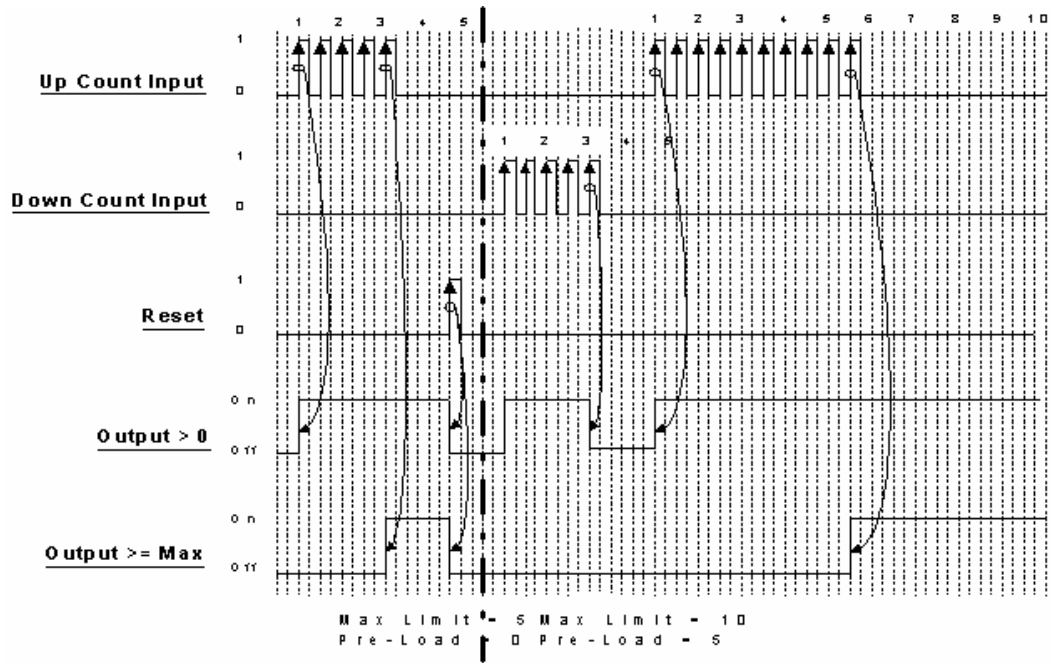 1 2 3 4 5 1 2 3 4 5 6 7 8 9 10
1
Up Count Input
0
1 2 3 4 5
1
Down Count Input
0
1
Reset
0
on
Output > 0
off
on
Output >= Max
off
Max Limit = 5 Max Limit = 10
Pre-Load = 0 Pre-Load = 5